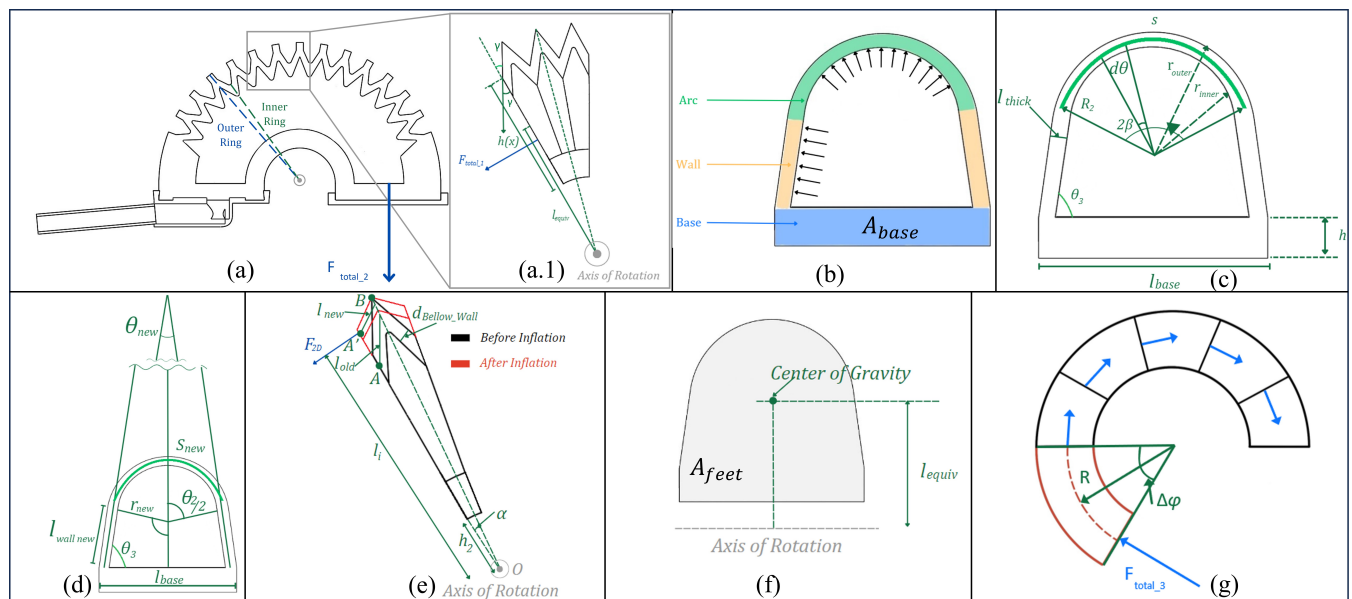 Inner
Ring
Outer
Ring
F total_2
(a)
γ
γ
h(x)
F total_1
l equiv
Axis of Rotation
(a.1)
Arc
Wall
Base
A base
(b)
s
dθ
r outer
r inner
l thick
R 2
2β
θ 3
h
l base
(c)
θ new
S new
r new
θ 2/2
l wall new
θ 3
l base
(d)
B
l new
d Bellow_Wall
A'
F 2D
l old
A
Before Inflation
After Inflation
l i
α
h 2
O
Axis of Rotation
(e)
Center of Gravity
A feet
l equiv
Axis of Rotation
(f)
R
Δφ
F total_3
(g)